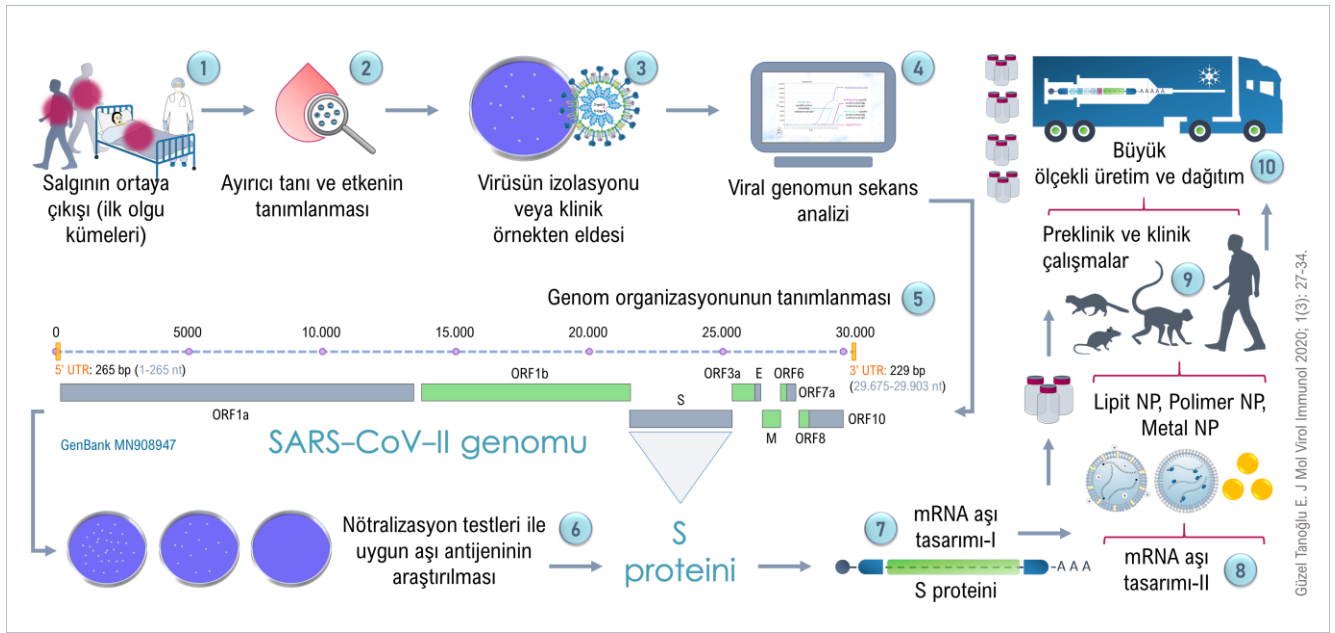 1
Salgının ortaya
çıkışı (ilk olgu
kümeleri)
2
Ayırıcı tanı ve etkenin
tanımlanması
3
Virüsün izolasyonu
veya klinik
örnekten eldesi
4
Viral genomun sekans
analizi
Genom organizasyonunun tanımlanması 5
0 5000 10.000 15.000 20.000 25.000 30.000
5' UTR: 265 bp (1-265 nt)
3' UTR: 229 bp
(29.675-29.903 nt)
ORF1a
ORF1b
S
ORF3a
E
M
ORF6
ORF7a
ORF8
ORF10
GenBank MN908947
SARS–CoV–II genomu
Nötralizasyon testleri ile
uygun aşı antijeninin
araştırılması
6
S
proteini
7
mRNA aşı
tasarımı-I
-A A A
S proteini
mRNA aşı
tasarımı-II
8
Lipit NP, Polimer NP,
Metal NP
Preklinik ve klinik
çalışmalar
9
Büyük
ölçekli üretim ve dağıtım
10
-A A A A A
Güzel Tanoğlu E. J Mol Virol Immunol 2020; 1(3): 27-34.